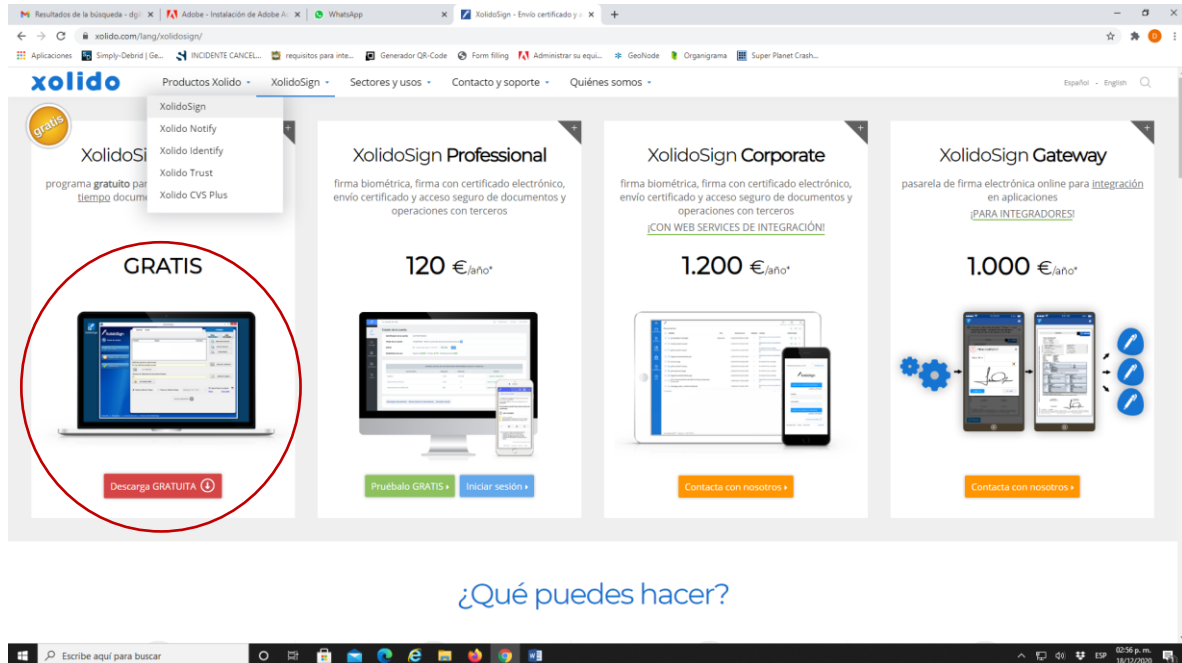 Resultados de la búsqueda - dgi
Adobe - Instalación de Adobe Ac
WhatsApp
XolidoSign - Envío certificado y a
xolido.com/lang/xolidosign/
Aplicaciones
Simply-Debrid | Ge...
INCIDENTE CANCEL...
requisitos para inte...
Generador QR-Code
Form filling
Administrar su equi...
GeoNode
Organigrama
Super Planet Crash...
xolido
Productos Xolido
XolidoSign
Sectores y usos
Contacto y soporte
Quiénes somos
Español - English
XolidoSign
Xolido Notify
Xolido Identify
Xolido Trust
Xolido CVS Plus
gratis
XolidoSi
programa gratuito par
tiempo docum
GRATIS
Descarga GRATUITA
XolidoSign Professional
firma biométrica, firma con certificado electrónico,
envío certificado y acceso seguro de documentos y
operaciones con terceros
120 €/año*
Pruébalo GRATIS
Iniciar sesión
XolidoSign Corporate
firma biométrica, firma con certificado electrónico,
envío certificado y acceso seguro de documentos y
operaciones con terceros
¡CON WEB SERVICES DE INTEGRACIÓN!
1.200 €/año*
Contacta con nosotros
XolidoSign Gateway
pasarela de firma electrónica online para integración
en aplicaciones
¡PARA INTEGRADORES!
1.000 €/año*
Contacta con nosotros
¿Qué puedes hacer?
Escribe aquí para buscar
ESP
02:56 p. m.
18/12/2020